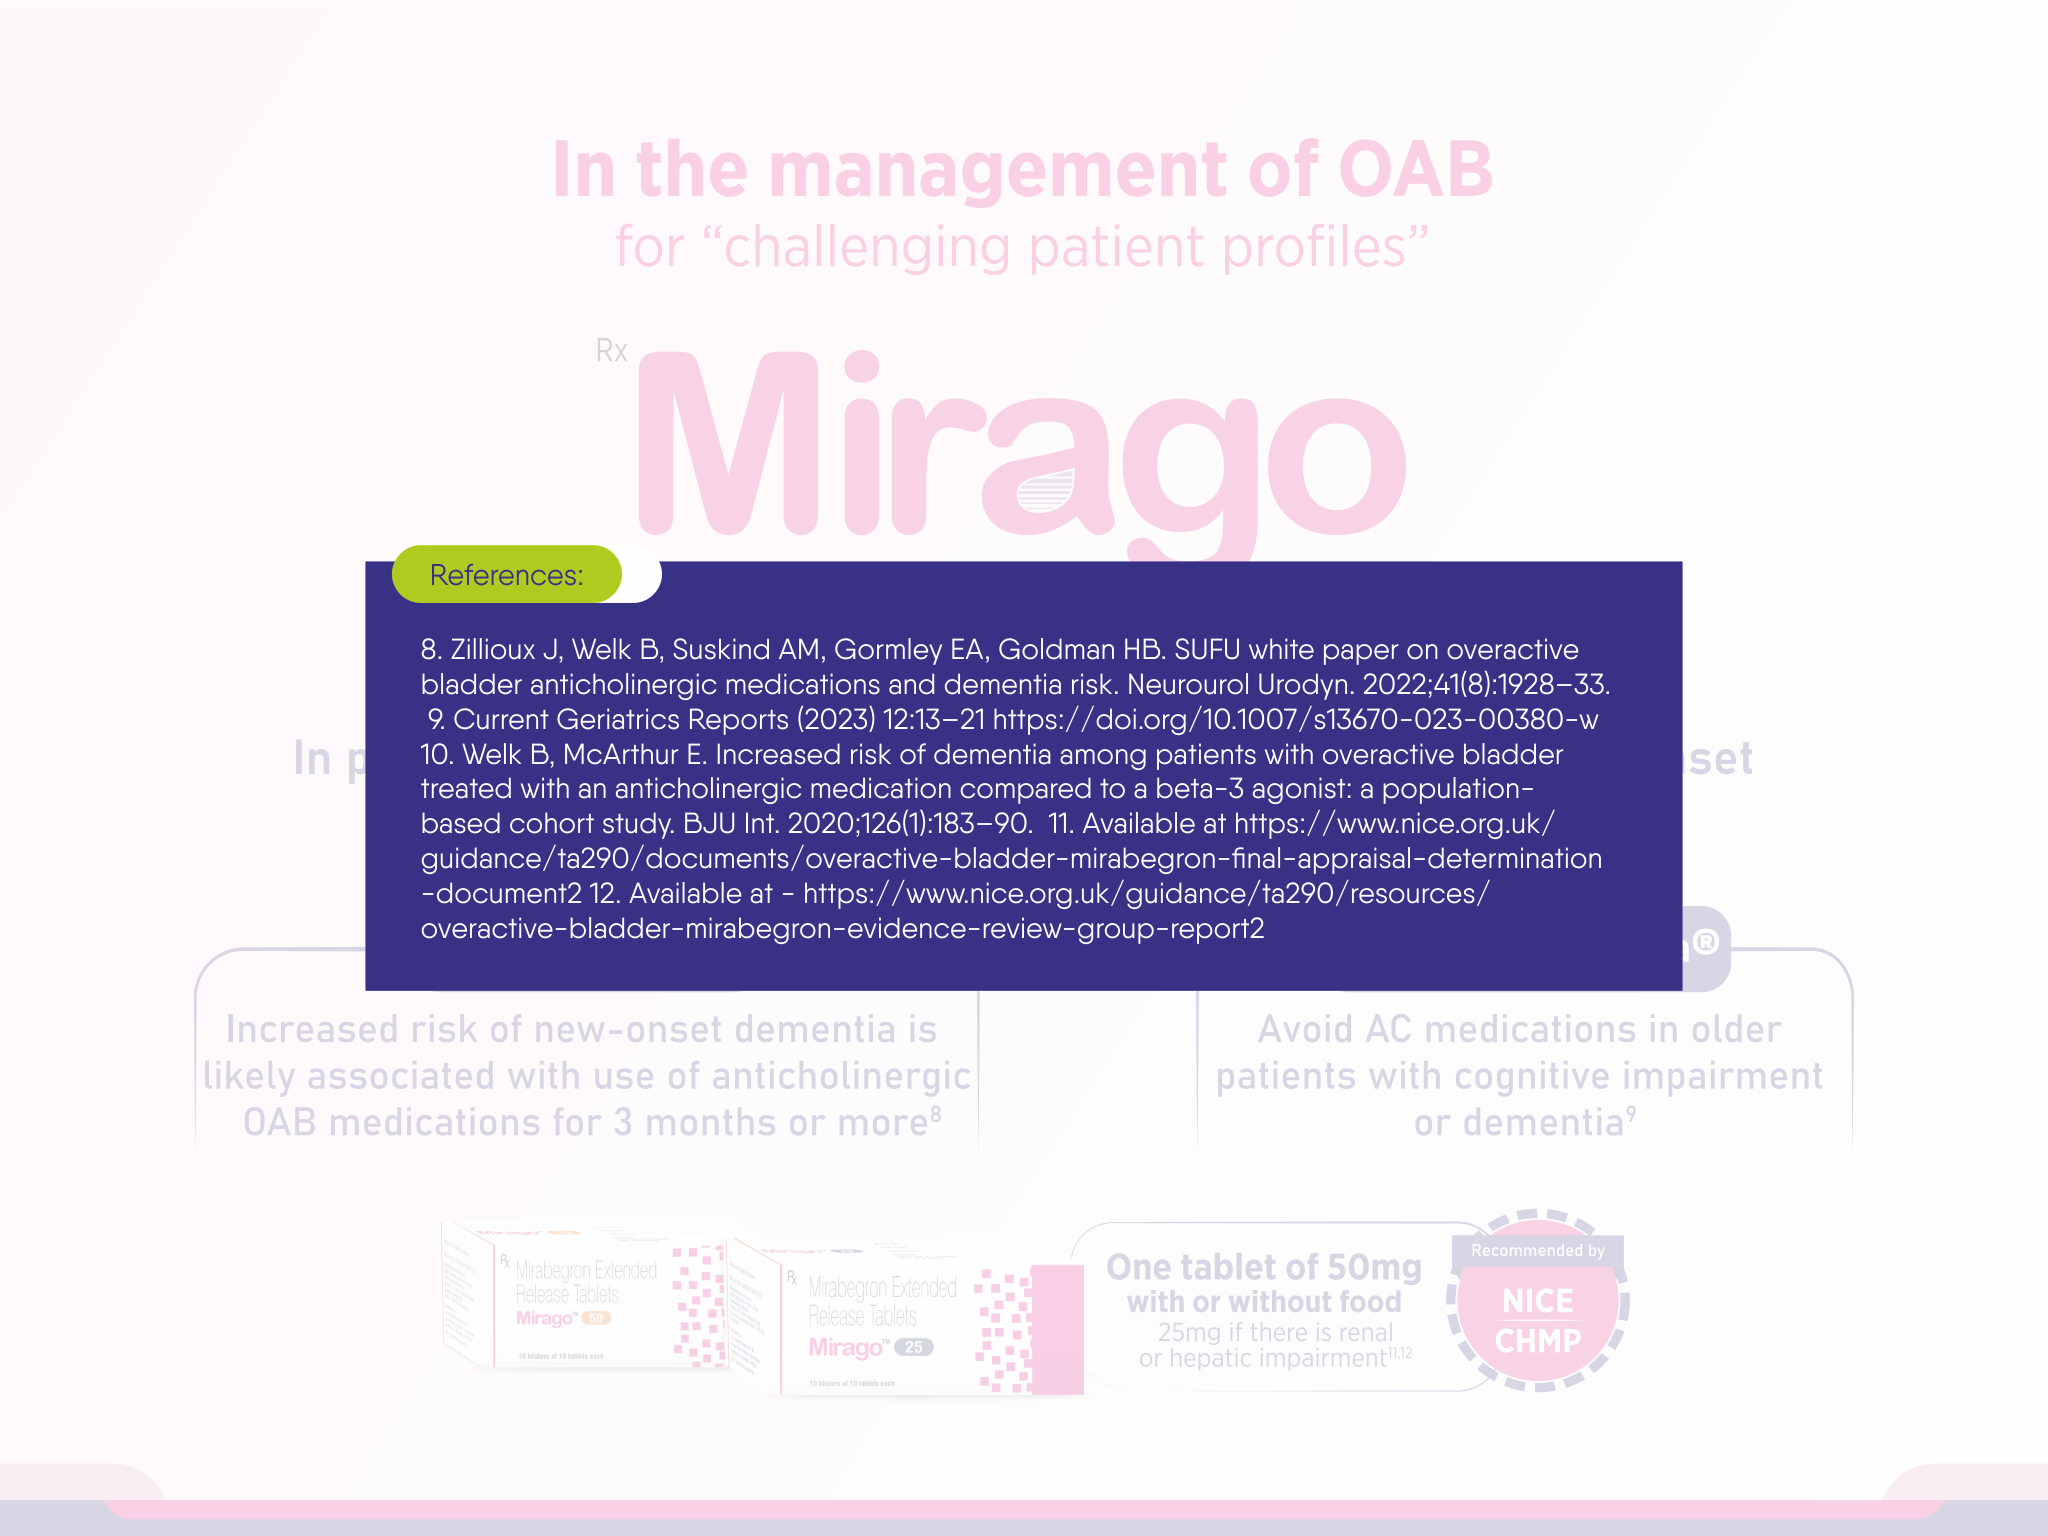 In the management of OAB
for “challenging patient profiles”
Rx
Mirago
References:
8. Zillioux J, Welk B, Suskind AM, Gormley EA, Goldman HB. SUFU white paper on overactive
bladder anticholinergic medications and dementia risk. Neurourol Urodyn. 2022;41(8):1928–33.
9. Current Geriatrics Reports (2023) 12:13–21 https://doi.org/10.1007/s13670-023-00380-w
10. Welk B, McArthur E. Increased risk of dementia among patients with overactive bladder
treated with an anticholinergic medication compared to a beta-3 agonist: a population-
based cohort study. BJU Int. 2020;126(1):183–90. 11. Available at https://www.nice.org.uk/
guidance/ta290/documents/overactive-bladder-mirabegron-final-appraisal-determination
-document2 12. Available at - https://www.nice.org.uk/guidance/ta290/resources/
overactive-bladder-mirabegron-evidence-review-group-report2
In
Increased risk of new-onset dementia is
likely associated with use of anticholinergic
OAB medications for 3 months or more⁸
®
Avoid AC medications in older
patients with cognitive impairment
or dementia⁹
Rx
Mirabegron Extended
Release Tablets
Mirago™ 50
10 blisters of 10 tablets each
Rx
Mirabegron Extended
Release Tablets
Mirago™ 25
10 blisters of 10 tablets each
One tablet of 50mg
with or without food
25mg if there is renal
or hepatic impairment¹¹,¹²
Recommended by
NICE
CHMP